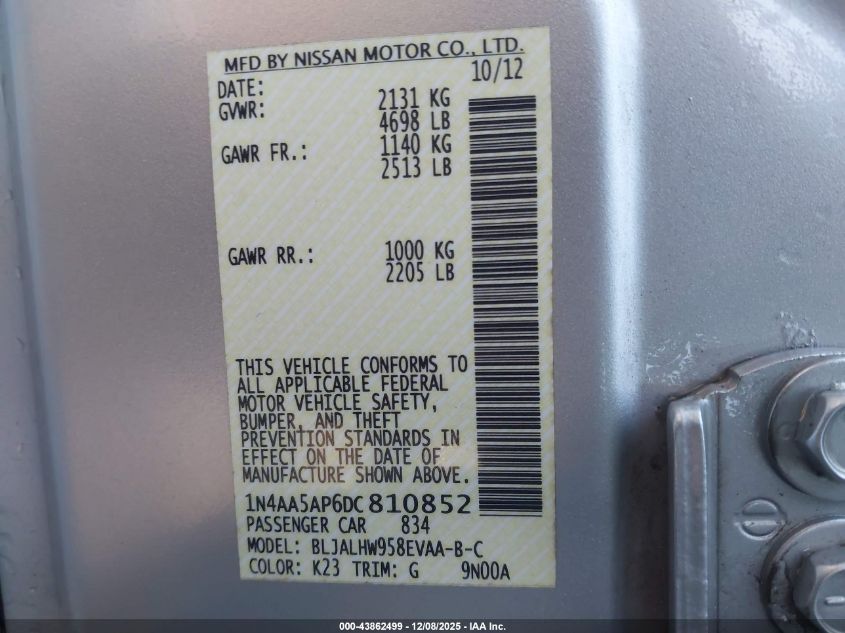 MFD BY NISSAN MOTOR CO., LTD.
DATE: 10/12
GVWR: 2131 KG
4698 LB
GAWR FR.: 1140 KG
2513 LB
GAWR RR.: 1000 KG
2205 LB
THIS VEHICLE CONFORMS TO
ALL APPLICABLE FEDERAL
MOTOR VEHICLE SAFETY,
BUMPER, AND THEFT
PREVENTION STANDARDS IN
EFFECT ON THE DATE OF
MANUFACTURE SHOWN ABOVE.
1N4AA5AP6DC810852
PASSENGER CAR 834
MODEL: BLJALHW958EVAA-B-C
COLOR: K23 TRIM: G 9N00A
000-43862499 - 12/08/2025 - IAA Inc.